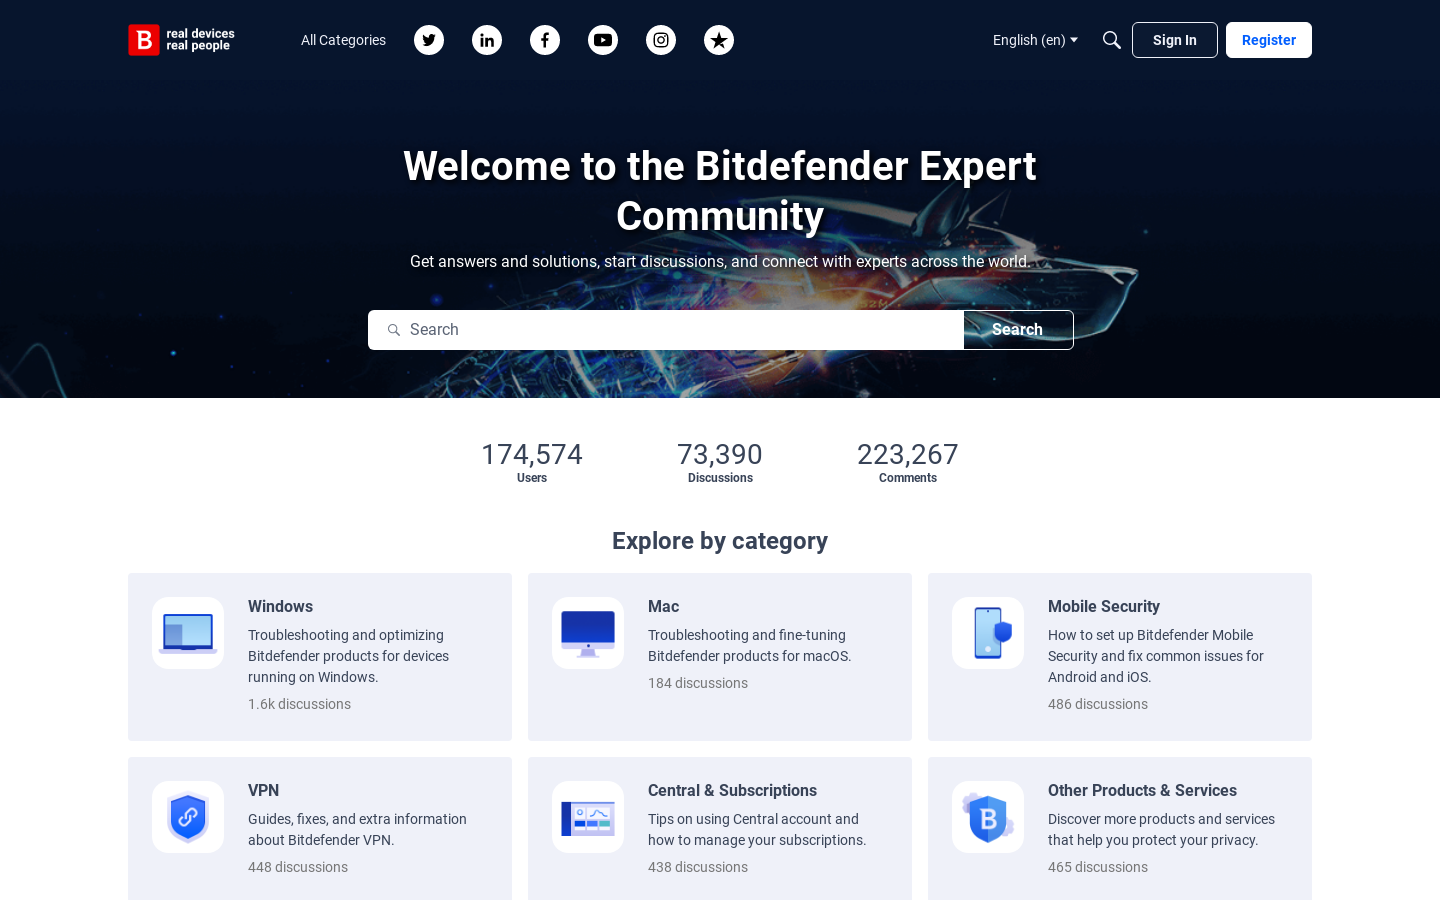 B real devices
real people
All Categories
English (en)
Sign In
Register
Welcome to the Bitdefender Expert
Community
Get answers and solutions, start discussions, and connect with experts across the world.
Search
Search
174,574
Users
73,390
Discussions
223,267
Comments
Explore by category
Windows
Troubleshooting and optimizing
Bitdefender products for devices
running on Windows.
1.6k discussions
Mac
Troubleshooting and fine-tuning
Bitdefender products for macOS.
184 discussions
Mobile Security
How to set up Bitdefender Mobile
Security and fix common issues for
Android and iOS.
486 discussions
VPN
Guides, fixes, and extra information
about Bitdefender VPN.
448 discussions
Central & Subscriptions
Tips on using Central account and
how to manage your subscriptions.
438 discussions
B
Other Products & Services
Discover more products and services
that help you protect your privacy.
465 discussions